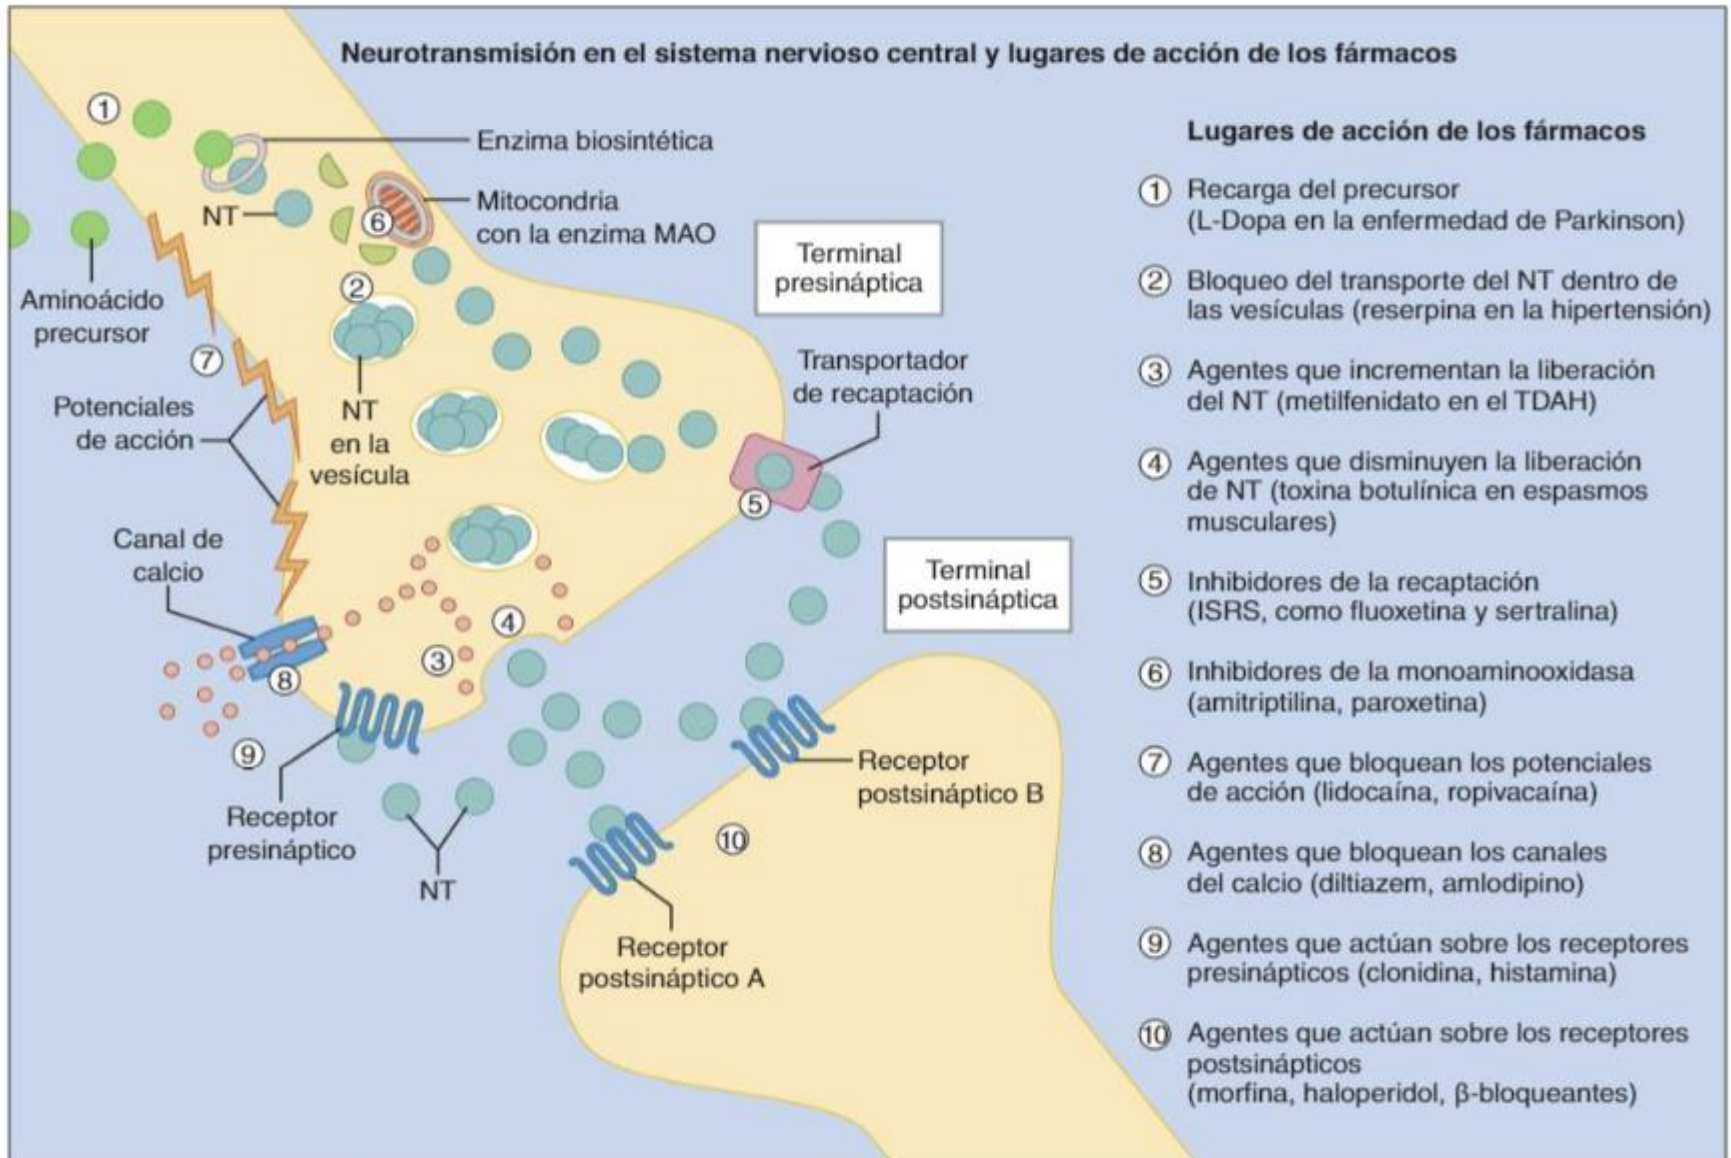 Neurotransmisión en el sistema nervioso central y lugares de acción de los fármacos
1
Enzima biosintética
NT
Mitocondria
con la enzima MAO
6
Aminoácido
precursor
2
Terminal
presináptica
7
Potenciales
de acción
NT
en la
vesícula
Transportador
de recaptación
5
Canal de
calcio
Terminal
postsináptica
4
3
8
9
Receptor
presináptico
NT
Receptor
postsináptico B
10
Receptor
postsináptico A
Lugares de acción de los fármacos
1 Recarga del precursor
(L-Dopa en la enfermedad de Parkinson)
2 Bloqueo del transporte del NT dentro de
las vesículas (reserpina en la hipertensión)
3 Agentes que incrementan la liberación
del NT (metilfenidato en el TDAH)
4 Agentes que disminuyen la liberación
de NT (toxina botulínica en espasmos
musculares)
5 Inhibidores de la recaptación
(ISRS, como fluoxetina y sertralina)
6 Inhibidores de la monoaminooxidasa
(amitriptilina, paroxetina)
7 Agentes que bloquean los potenciales
de acción (lidocaína, ropivacaína)
8 Agentes que bloquean los canales
del calcio (diltiazem, amlodipino)
9 Agentes que actúan sobre los receptores
presinápticos (clonidina, histamina)
10 Agentes que actúan sobre los receptores
postsinápticos
(morfina, haloperidol, β-bloqueantes)